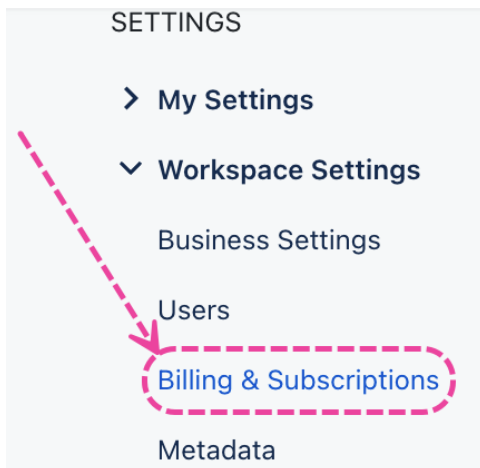 SETTINGS
My Settings
Workspace Settings
Business Settings
Users
Billing & Subscriptions
Metadata